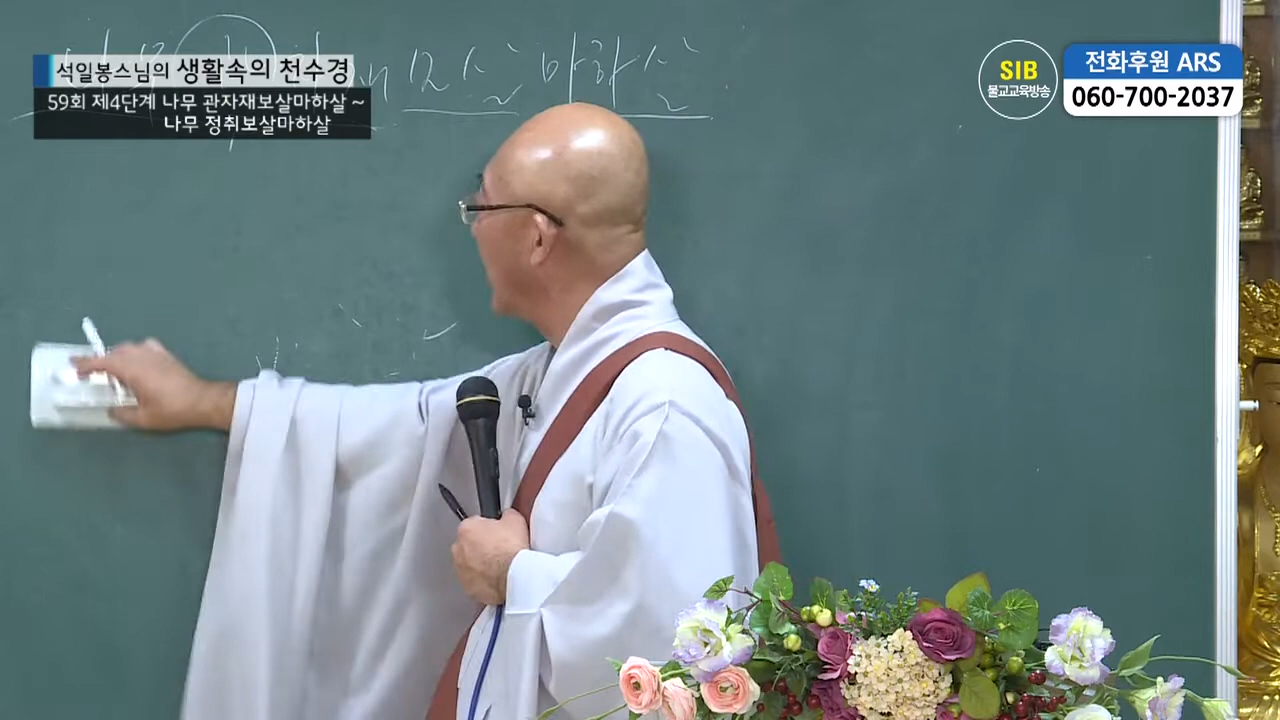 보살 마하살
석일봉스님의 생활속의 천수경
59회 제4단계 나무 관자재보살마하살 ~
나무 정취보살마하살
SIB
불교교육방송
전화후원 ARS
060-700-2037